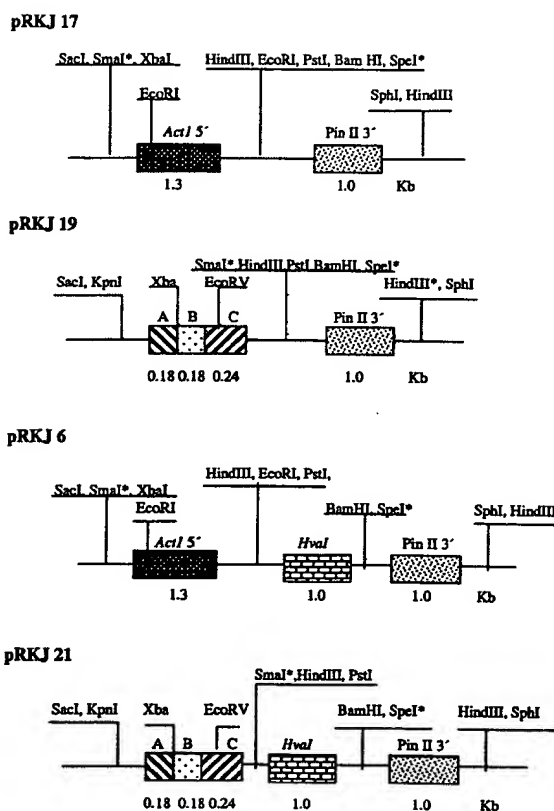 pRKJ 17
SacI, SmaI*, XbaI
HindIII, EcoRI, PstI, Bam HI, SpeI*
EcoRI
SphI, HindIII
Act1 5´
Pin II 3´
1.3
1.0
Kb
pRKJ 19
SmaI*,HindIII,PstI,BamHI, SpeI*
SacI, KpnI
Xba
EcoRV
HindIII*, SphI
A
B
C
Pin II 3´
0.18
0.18
0.24
1.0
Kb
pRKJ 6
HindIII, EcoRI, PstI,
SacI, SmaI*, XbaI
BamHI, SpeI*
EcoRI
SphI, HindIII
Act1 5´
HvaI
Pin II 3´
1.3
1.0
1.0
Kb
pRKJ 21
SmaI*,HindIII, PstI
SacI, KpnI
Xba
EcoRV
BamHI, SpeI*
HindIII, SphI
A
B
C
HvaI
Pin II 3´
0.18
0.18
0.24
1.0
1.0
Kb